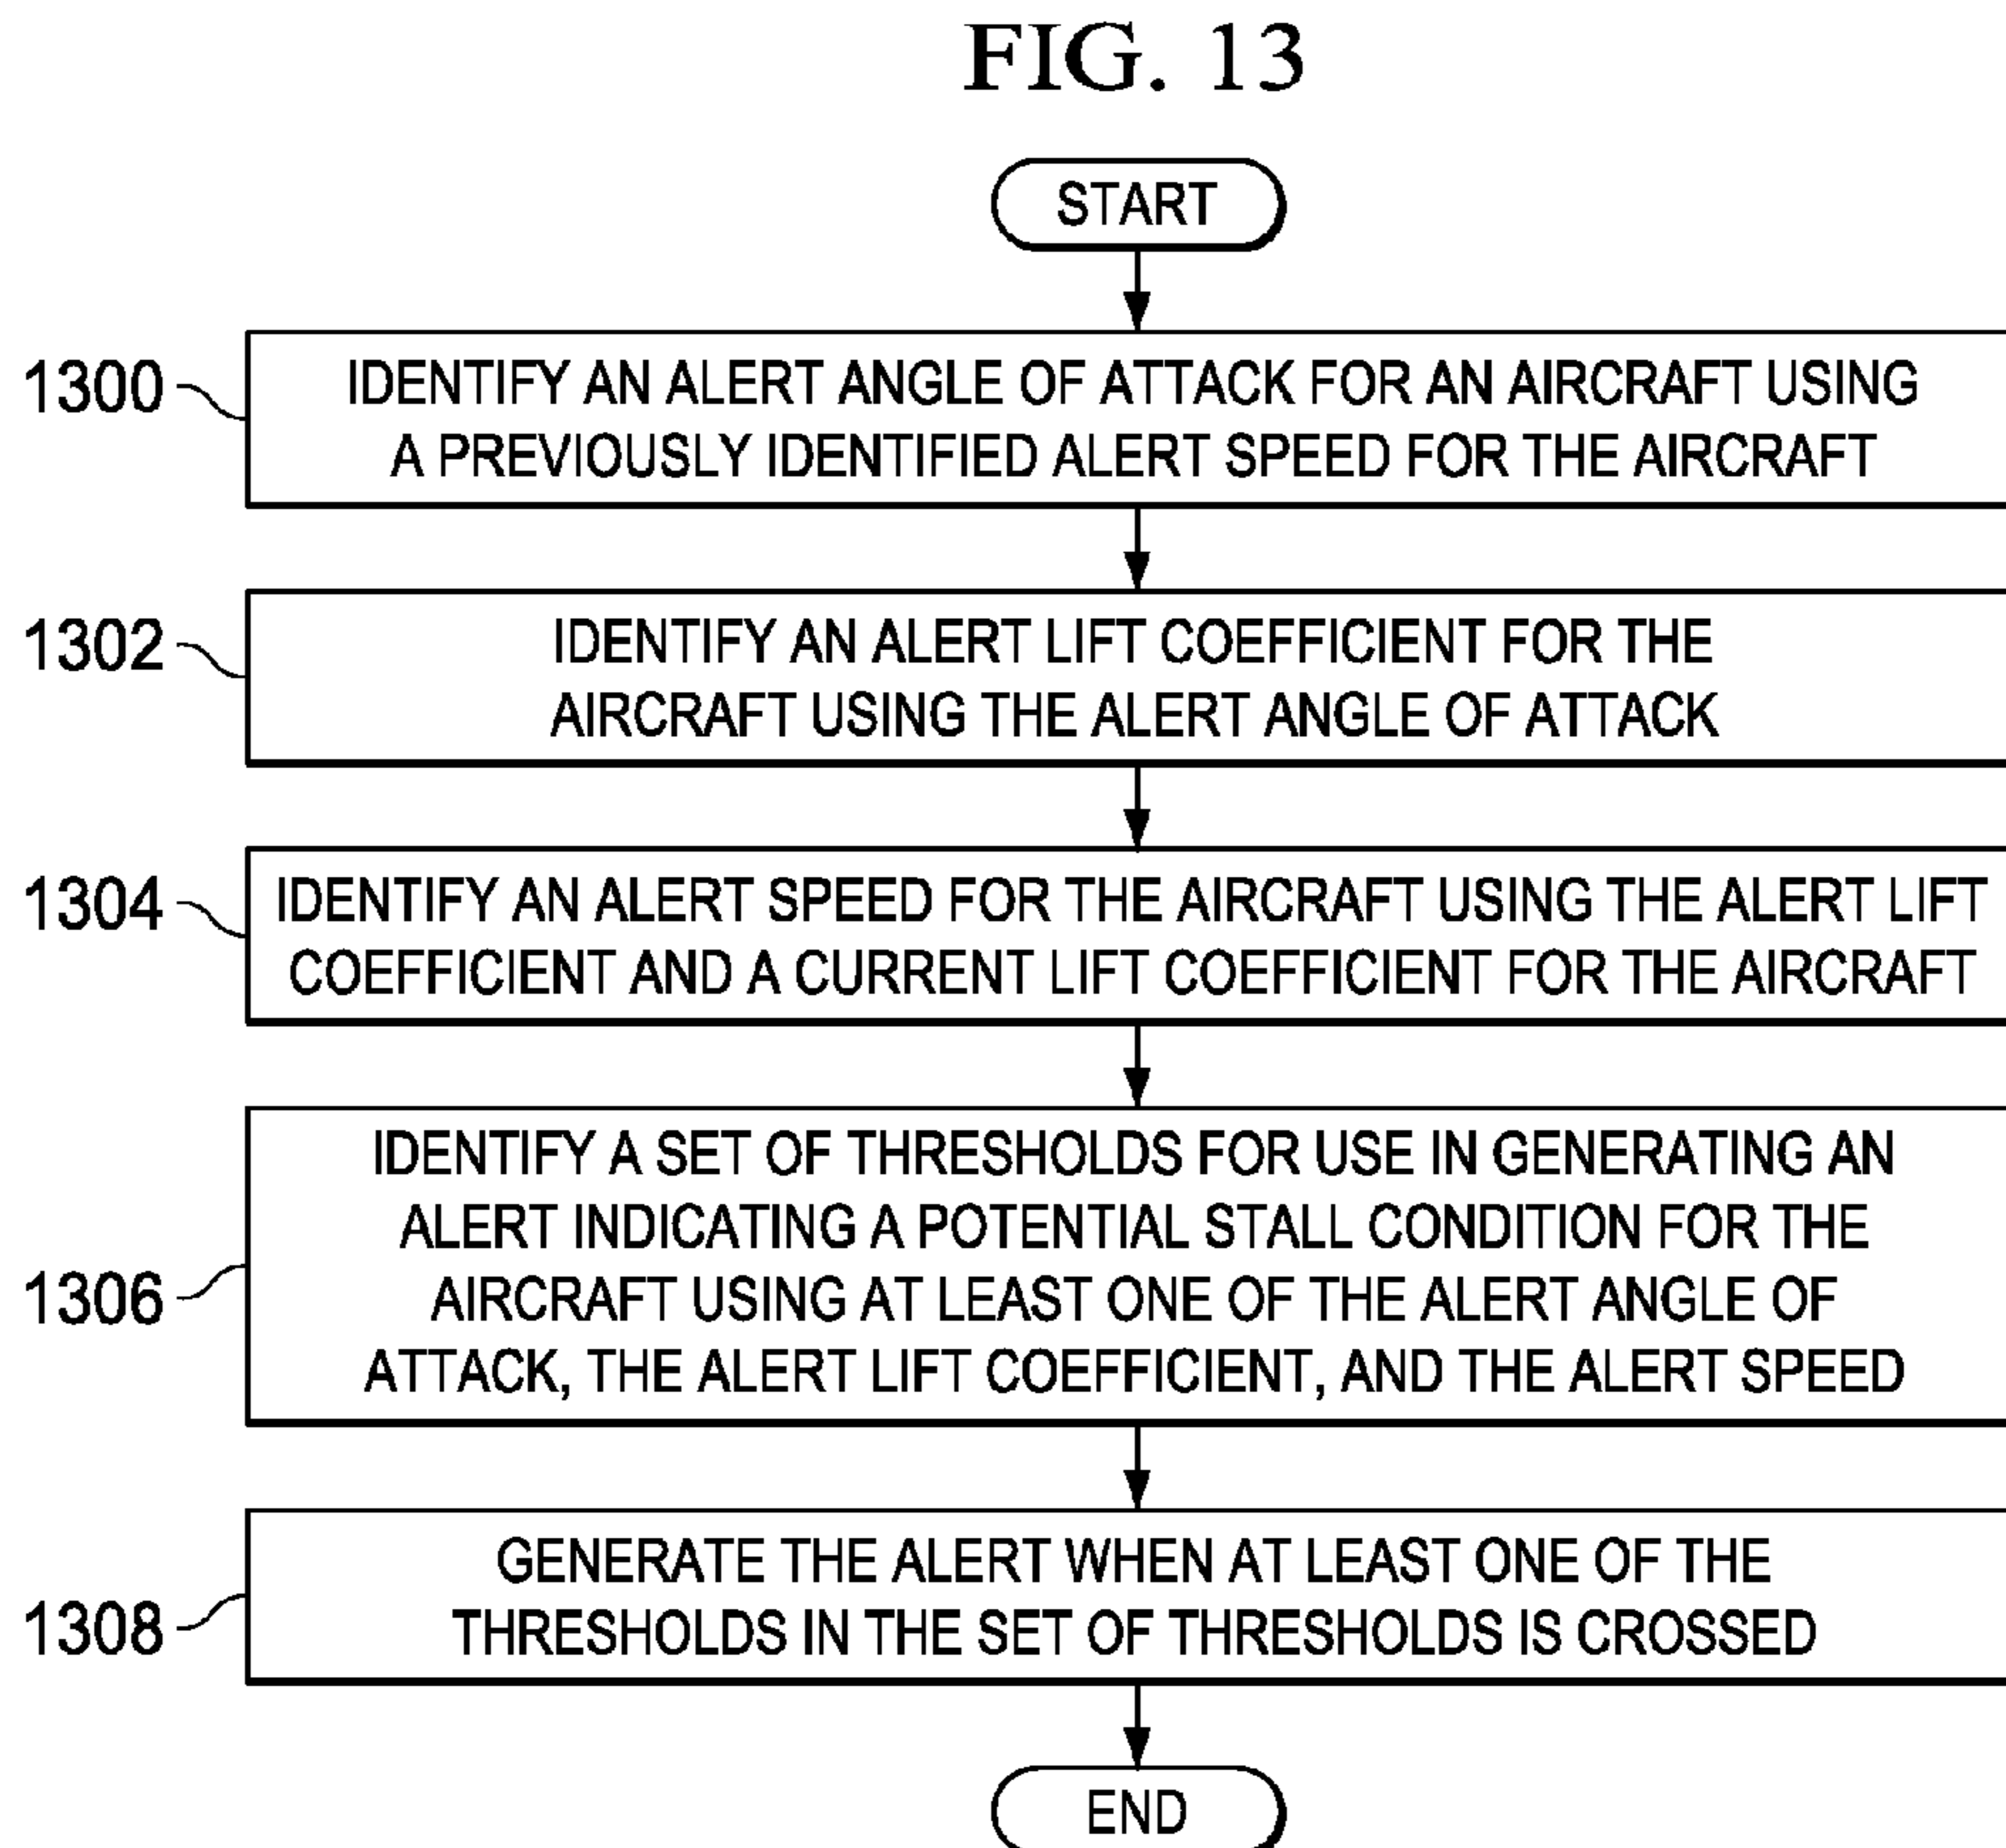 FIG. 13
START
1300
IDENTIFY AN ALERT ANGLE OF ATTACK FOR AN AIRCRAFT USING
A PREVIOUSLY IDENTIFIED ALERT SPEED FOR THE AIRCRAFT
1302
IDENTIFY AN ALERT LIFT COEFFICIENT FOR THE
AIRCRAFT USING THE ALERT ANGLE OF ATTACK
1304
IDENTIFY AN ALERT SPEED FOR THE AIRCRAFT USING THE ALERT LIFT
COEFFICIENT AND A CURRENT LIFT COEFFICIENT FOR THE AIRCRAFT
1306
IDENTIFY A SET OF THRESHOLDS FOR USE IN GENERATING AN
ALERT INDICATING A POTENTIAL STALL CONDITION FOR THE
AIRCRAFT USING AT LEAST ONE OF THE ALERT ANGLE OF
ATTACK, THE ALERT LIFT COEFFICIENT, AND THE ALERT SPEED
1308
GENERATE THE ALERT WHEN AT LEAST ONE OF THE
THRESHOLDS IN THE SET OF THRESHOLDS IS CROSSED
END